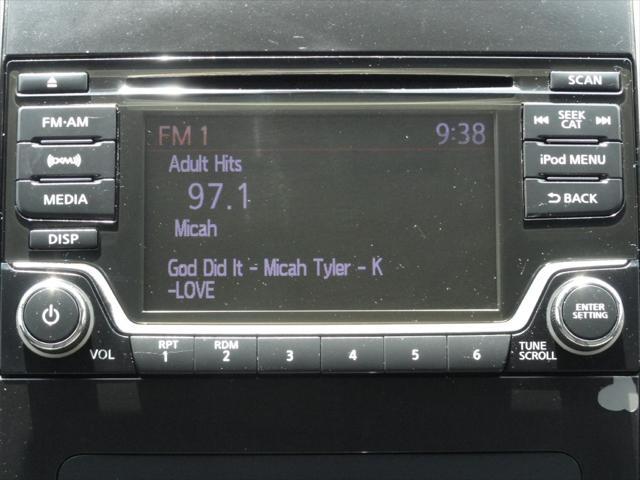 SCAN
FM·AM
SEEK
CAT
FM 1
9:38
Adult Hits
iPod MENU
97.1
MEDIA
BACK
Micah
DISP
God Did It - Micah Tyler - K
-LOVE
ENTER
SETTING
VOL
RPT
1
RDM
2
3
4
5
6
TUNE
SCROLL